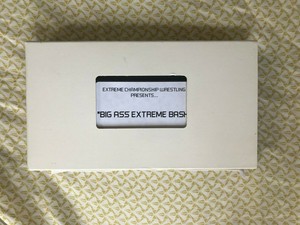 EXTREME CHAMPIONSHIP WRESTLING
PRESENTS...
"BIG ASS EXTREME BASH